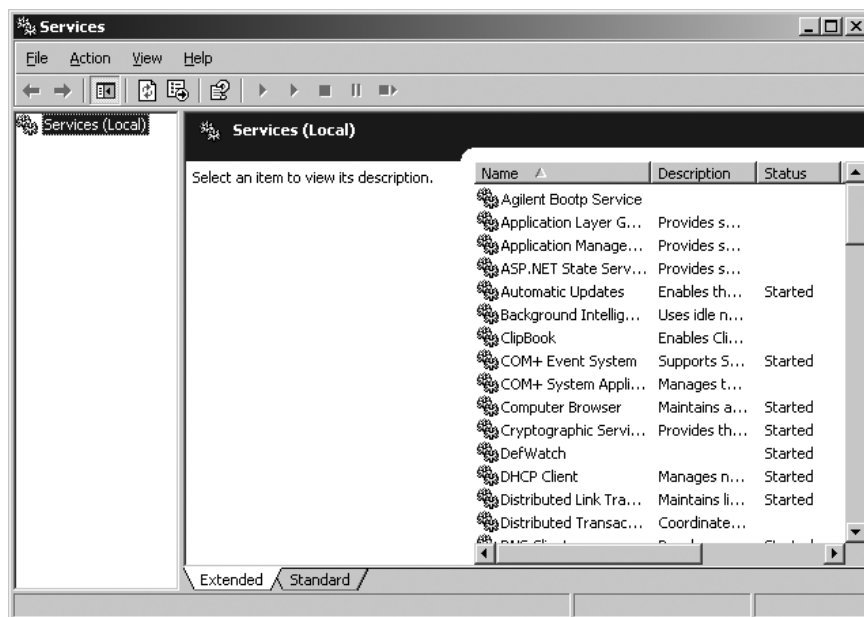 Services
File Action View Help
Services (Local)
Services (Local)
Select an item to view its description.
Name Description Status
Agilent Bootp Service
Application Layer G... Provides s...
Application Manage... Provides s...
ASP.NET State Serv... Provides s...
Automatic Updates Enables th... Started
Background Intellig... Uses idle n...
ClipBook Enables Cli...
COM+ Event System Supports S... Started
COM+ System Appli... Manages t...
Computer Browser Maintains a... Started
Cryptographic Servi... Provides th... Started
DefWatch Started
DHCP Client Manages n... Started
Distributed Link Tra... Maintains li... Started
Distributed Transac... Coordinate...
Extended Standard